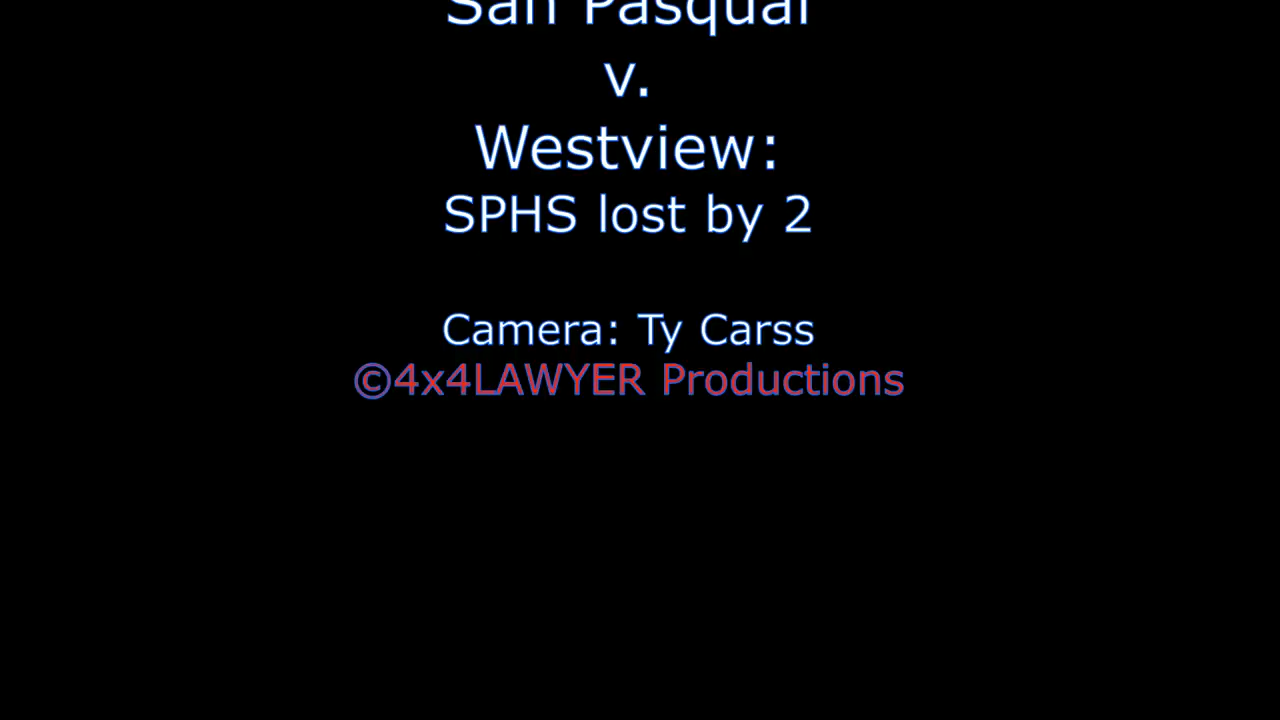 San Pasqual
v.
Westview:
SPHS lost by 2
Camera: Ty Carss
©4x4LAWYER Productions